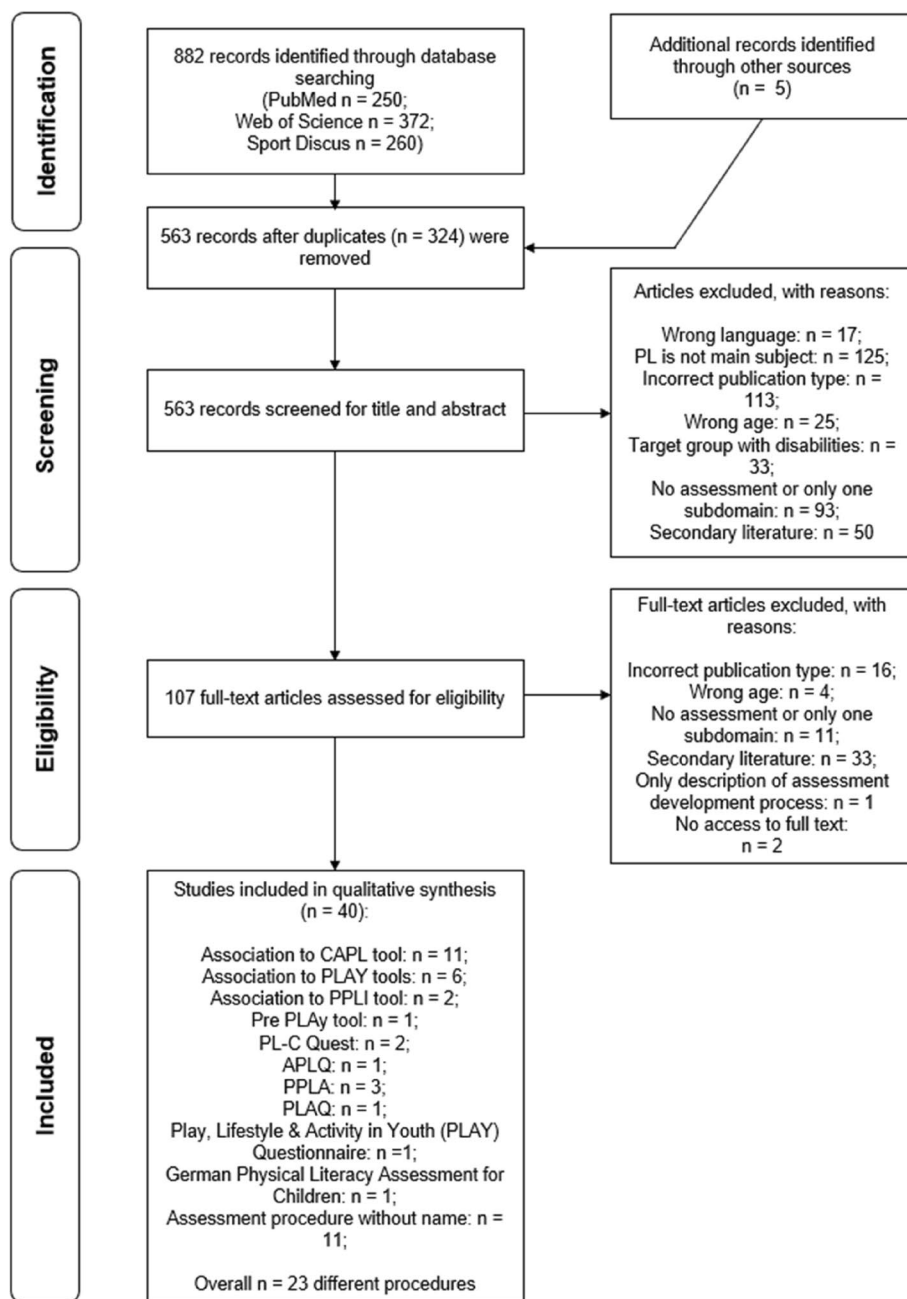 Identification
882 records identified through database
searching
(PubMed n = 250;
Web of Science n = 372;
Sport Discus n = 260)
Additional records identified
through other sources
(n = 5)
563 records after duplicates (n = 324) were
removed
Screening
563 records screened for title and abstract
Articles excluded, with reasons:
Wrong language: n = 17;
PL is not main subject: n = 125;
Incorrect publication type: n =
113;
Wrong age: n = 25;
Target group with disabilities: n =
33;
No assessment or only one
subdomain: n = 93;
Secondary literature: n = 50
Eligibility
107 full-text articles assessed for eligibility
Full-text articles excluded, with
reasons:
Incorrect publication type: n = 16;
Wrong age: n = 4;
No assessment or only one
subdomain: n = 11;
Secondary literature: n = 33;
Only description of assessment
development process: n = 1
No access to full text:
n = 2
Included
Studies included in qualitative synthesis
(n = 40):
Association to CAPL tool: n = 11;
Association to PLAY tools: n = 6;
Association to PPLI tool: n = 2;
Pre PLAy tool: n = 1;
PL-C Quest: n = 2;
APLQ: n = 1;
PPLA: n = 3;
PLAQ: n = 1;
Play, Lifestyle & Activity in Youth (PLAY)
Questionnaire: n =1;
German Physical Literacy Assessment for
Children: n = 1;
Assessment procedure without name: n =
11;
Overall n = 23 different procedures